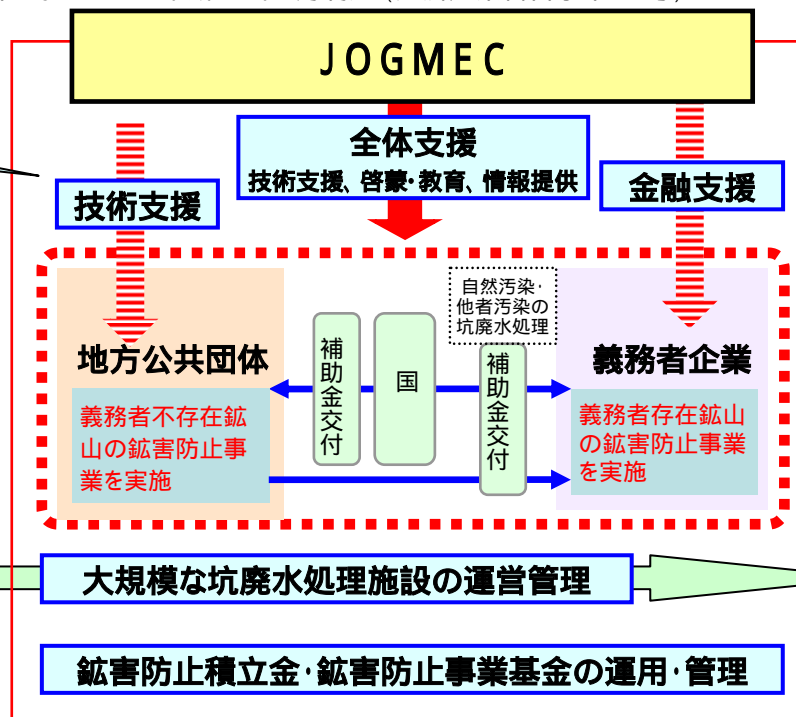 JOGMEC
全体支援
技術支援、啓蒙・教育、情報提供
技術支援
金融支援
自然汚染・
他者汚染の
坑廃水処理
地方公共団体
義務者不存在鉱
山の鉱害防止事
業を実施
補助金交付
国
補助金交付
義務者企業
義務者存在鉱山
の鉱害防止事業
を実施
大規模な坑廃水処理施設の運営管理
鉱害防止積立金・鉱害防止事業基金の運用・管理